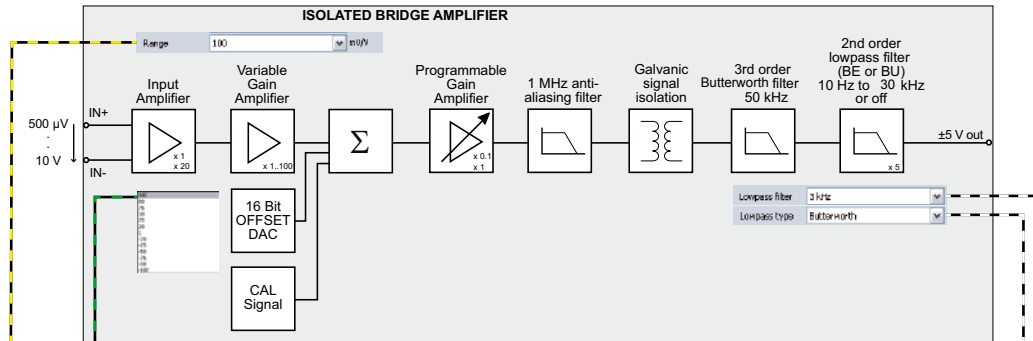 ISOLATED BRIDGE AMPLIFIER
Range 100 mV/V
Input
Amplifier
Variable
Gain
Amplifier
Programmable
Gain
Amplifier
1 MHz anti-
aliasing filter
Galvanic
signal
isolation
3rd order
Butterworth filter
50 kHz
2nd order
lowpass filter
(BE or BU)
10 Hz to 30 kHz
or off
IN+
500 µV
:
10 V
IN-
x 1
x 20
x 1..100
Σ
x 0.1
x 1
x 5
±5 V out
16 Bit
OFFSET
DAC
CAL
Signal
Lowpass filter 3 kHz
Lowpass type Butterworth